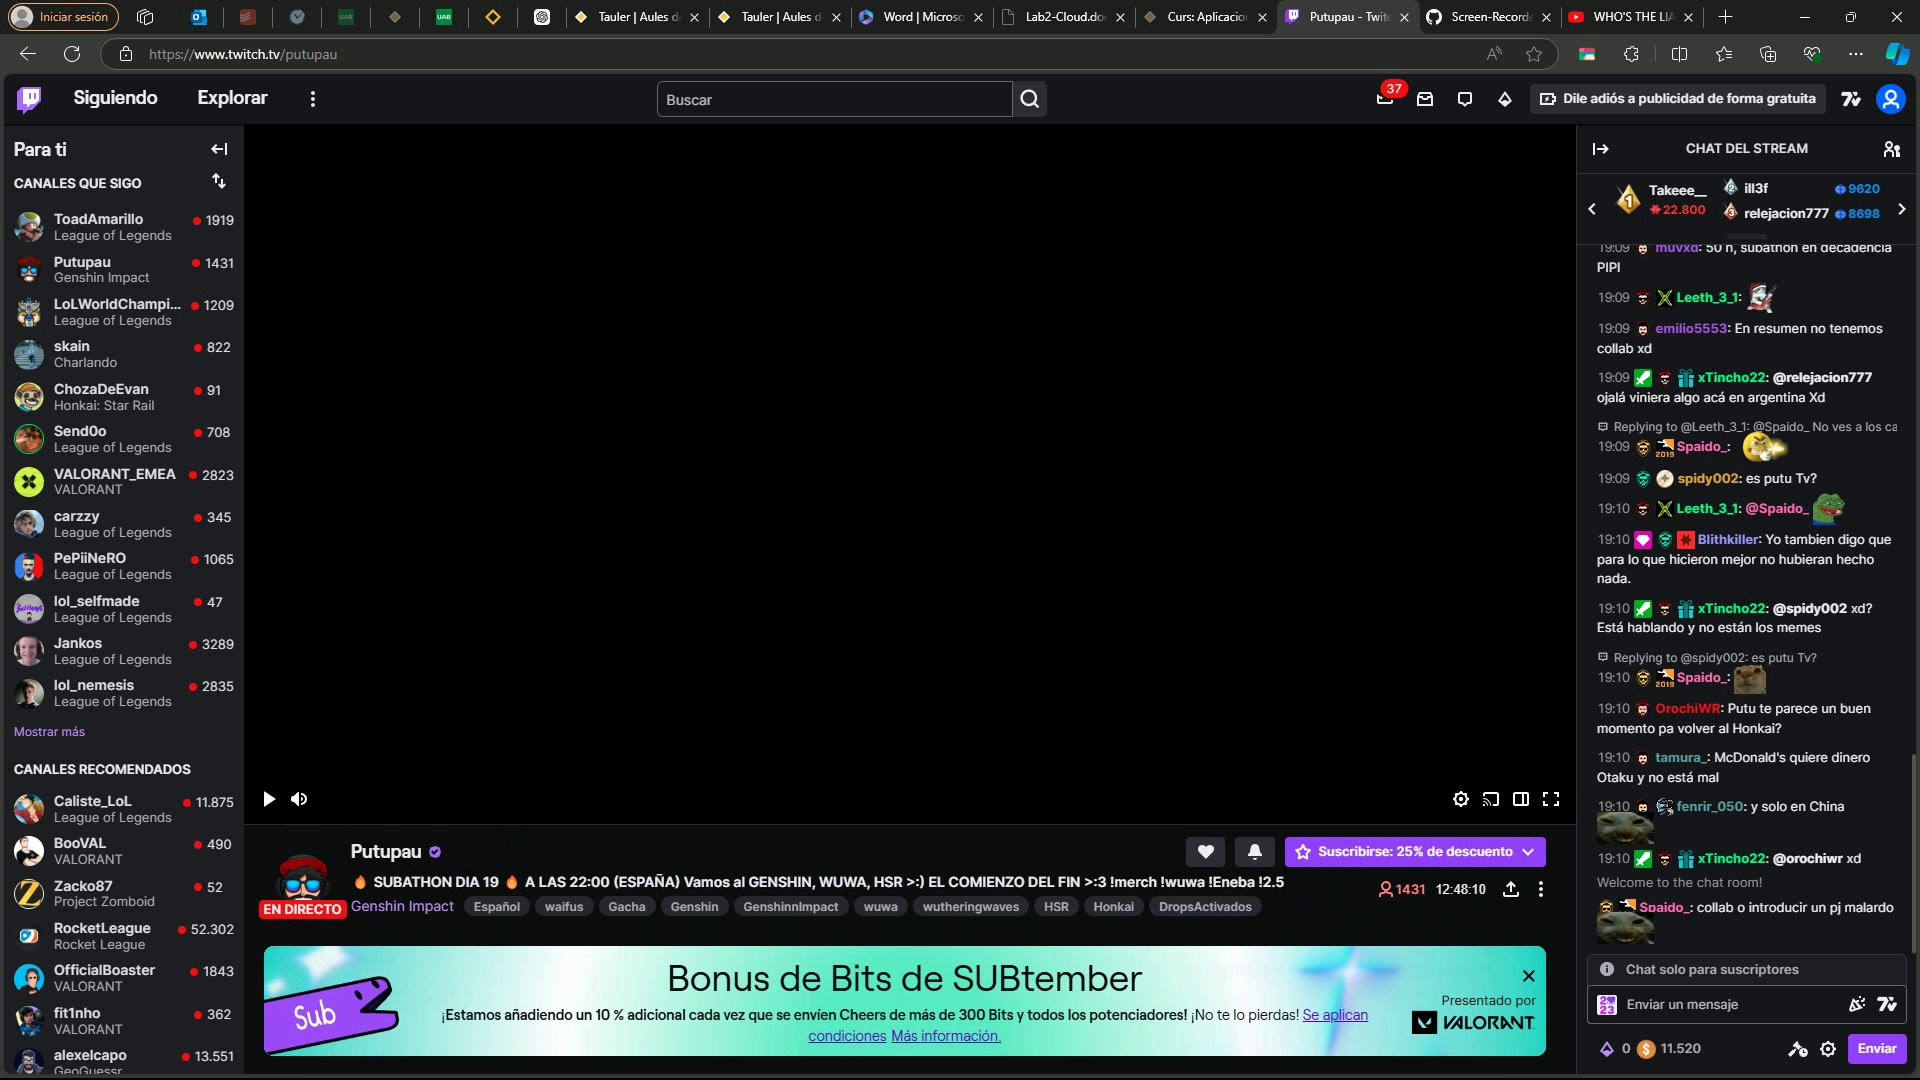 Iniciar sesión
Tauler | Aules d
Tauler | Aules d
Word | Microso
Lab2-Cloud.do
Curs: Aplicacion
Putupau - Twitc
Screen-Recorde
WHO'S THE LIA
https://www.twitch.tv/putupau
Siguiendo
Explorar
Buscar
37
Dile adiós a publicidad de forma gratuita
Para ti
CANALES QUE SIGO
ToadAmarillo 1919
League of Legends
Putupau 1431
Genshin Impact
LoLWorldChampi... 1209
League of Legends
skain 822
Charlando
ChozaDeEvan 91
Honkai: Star Rail
Send0o 708
League of Legends
VALORANT_EMEA 2823
VALORANT
carzzy 345
League of Legends
PePiiNeRO 1065
League of Legends
lol_selfmade 47
League of Legends
Jankos 3289
League of Legends
lol_nemesis 2835
League of Legends
Mostrar más
CANALES RECOMENDADOS
Caliste_LoL 11.875
League of Legends
BooVAL 490
VALORANT
Zacko87 52
Project Zomboid
RocketLeague 52.302
Rocket League
OfficialBoaster 1843
VALORANT
fit1nho 362
VALORANT
alexelcapo 13.551
GeoGuessr
Putupau
Suscribirse: 25% de descuento
🔥 SUBATHON DIA 19 🔥 A LAS 22:00 (ESPAÑA) Vamos al GENSHIN, WUWA, HSR >:) EL COMIENZO DEL FIN >:3 !merch !wuwa !Eneba !2.5
1431 12:48:10
EN DIRECTO
Genshin Impact
Español
waifus
Gacha
Genshin
GenshinnImpact
wuwa
wutheringwaves
HSR
Honkai
DropsActivados
Sub
Bonus de Bits de SUBtember
¡Estamos añadiendo un 10 % adicional cada vez que se envíen Cheers de más de 300 Bits y todos los potenciadores! ¡No te lo pierdas! Se aplican
condiciones Más información.
Presentado por
VALORANT
CHAT DEL STREAM
1 Takeee__ 22.800
2 ill3f 9620
3 relejacion777 8698
19:09 muvxd: 50 h, subathon en decadencia
PIPI
19:09 Leeth_3_1:
19:09 emilio5553: En resumen no tenemos
collab xd
19:09 xTincho22: @relejacion777
ojalá viniera algo acá en argentina Xd
Replying to @Leeth_3_1: @Spaido_ No ves a los ca
19:09 2019 Spaido_:
19:09 spidy002: es putu Tv?
19:10 Leeth_3_1: @Spaido_
19:10 Blithkiller: Yo tambien digo que
para lo que hicieron mejor no hubieran hecho
nada.
19:10 xTincho22: @spidy002 xd?
Está hablando y no están los memes
Replying to @spidy002: es putu Tv?
19:10 2019 Spaido_:
19:10 OrochiWR: Putu te parece un buen
momento pa volver al Honkai?
19:10 tamura_: McDonald's quiere dinero
Otaku y no está mal
19:10 fenrir_050: y solo en China
19:10 xTincho22: @orochiwr xd
Welcome to the chat room!
Spaido_: collab o introducir un pj malardo
Chat solo para suscriptores
Enviar un mensaje
0 11.520
Enviar